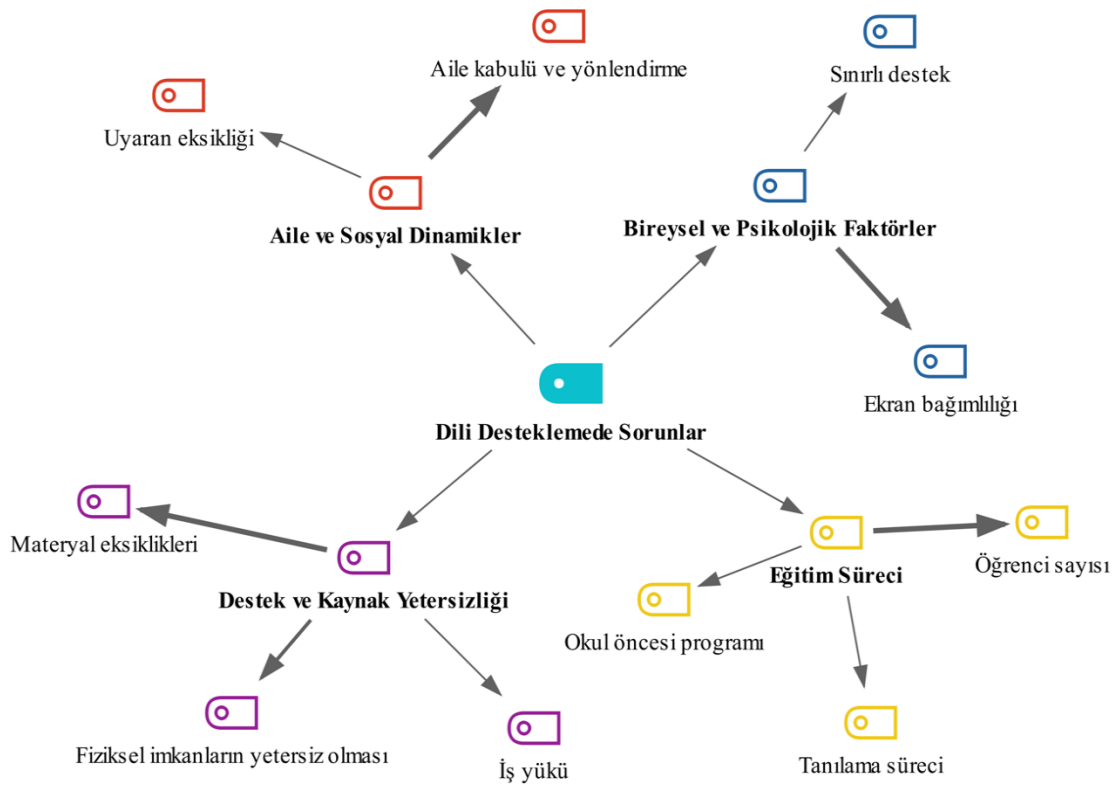 Aile kabulü ve yönlendirme
Sınırlı destek
Uyaran eksikliği
Aile ve Sosyal Dinamikler
Bireysel ve Psikolojik Faktörler
Ekran bağımlılığı
Dili Desteklemede Sorunlar
Materyal eksiklikleri
Öğrenci sayısı
Eğitim Süreci
Destek ve Kaynak Yetersizliği
Okul öncesi programı
Fiziksel imkanların yetersiz olması
İş yükü
Tanılama süreci